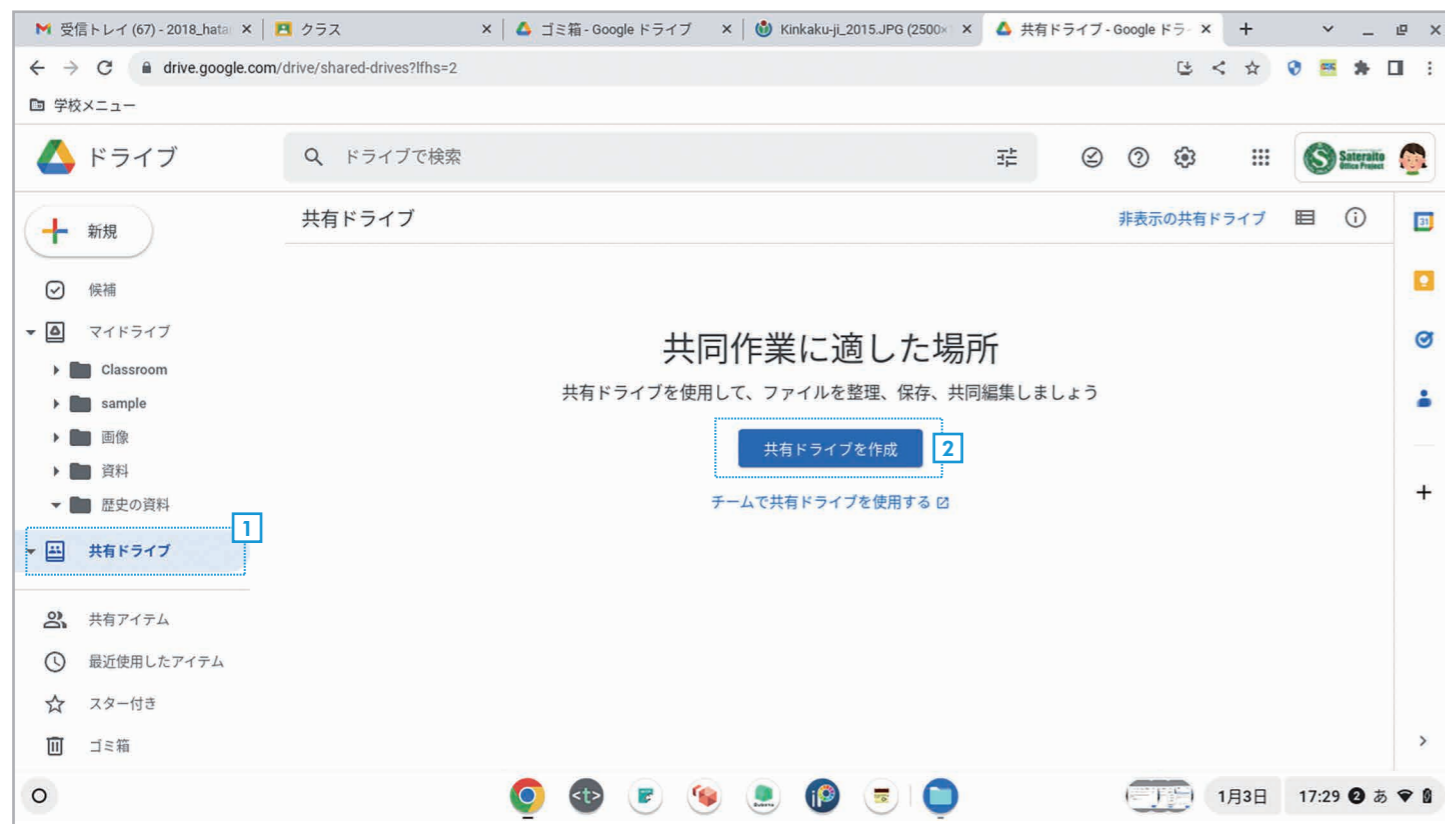 受信トレイ (67) - 2018_hata
クラス
ゴミ箱 - Google ドライブ
Kinkaku-ji_2015.JPG (2500×
共有ドライブ - Google ドラ
drive.google.com/drive/shared-drives?lfhs=2
学校メニュー
ドライブ
ドライブで検索
Sateraito
Office Project
新規
共有ドライブ
非表示の共有ドライブ
31
候補
マイドライブ
Classroom
sample
画像
資料
歴史の資料
共有ドライブ
1
共同作業に適した場所
共有ドライブを使用して、ファイルを整理、保存、共同編集しましょう
共有ドライブを作成
2
チームで共有ドライブを使用する
共有アイテム
最近使用したアイテム
スター付き
ゴミ箱
<t>
iP
1月3日
17:29 2 あ